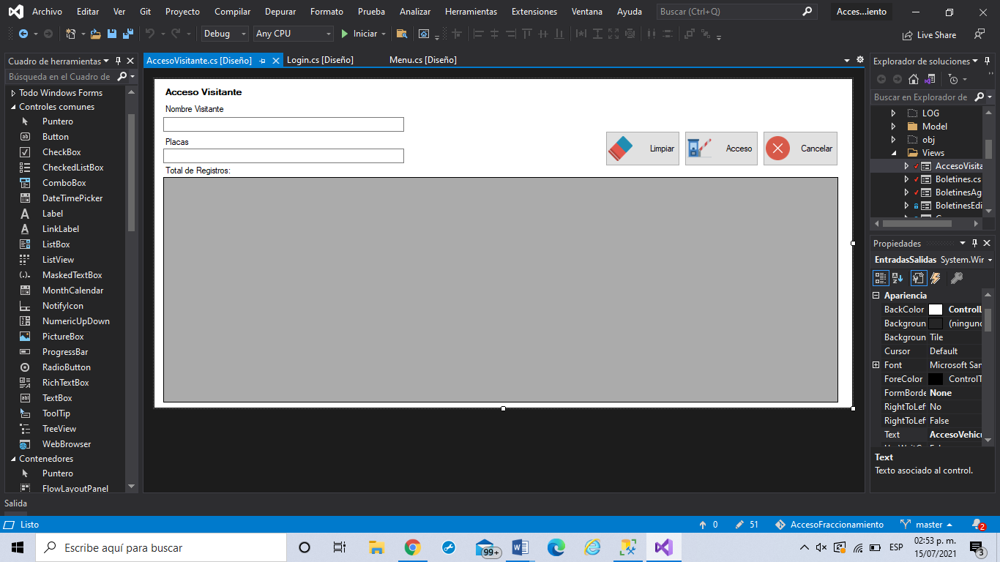 Archivo Editar Ver Git Proyecto Compilar Depurar Formato Prueba Analizar Herramientas Extensiones Ventana Ayuda Buscar (Ctrl+Q) Acces...iento
Debug Any CPU Iniciar Live Share
Cuadro de herramientas
Búsqueda en el Cuadro de
Todo Windows Forms
Controles comunes
Puntero
Button
CheckBox
CheckedListBox
ComboBox
DateTimePicker
Label
LinkLabel
ListBox
ListView
MaskedTextBox
MonthCalendar
NotifyIcon
NumericUpDown
PictureBox
ProgressBar
RadioButton
RichTextBox
TextBox
ToolTip
TreeView
WebBrowser
Contenedores
Puntero
FlowLayoutPanel
AccesoVisitante.cs [Diseño] Login.cs [Diseño] Menu.cs [Diseño]
Acceso Visitante
Nombre Visitante
Placas
Limpiar Acceso Cancelar
Total de Registros:
Explorador de soluciones
Buscar en Explorador de
LOG
Model
obj
Views
AccesoVisita
Boletines.cs
BoletinesAg
BoletinesEdi
Propiedades
EntradasSalidas System.Wir
Apariencia
BackColor ControlL
Backgroun (ninguno
Backgroun Tile
Cursor Default
Font Microsoft San
ForeColor ControlT
FormBorde None
RightToLef No
RightToLef False
Text AccesoVehicu
Text
Texto asociado al control.
Salida
Listo 0 51 AccesoFraccionamiento master 2
Escribe aquí para buscar 99+ ESP 02:53 p. m.
15/07/2021 3